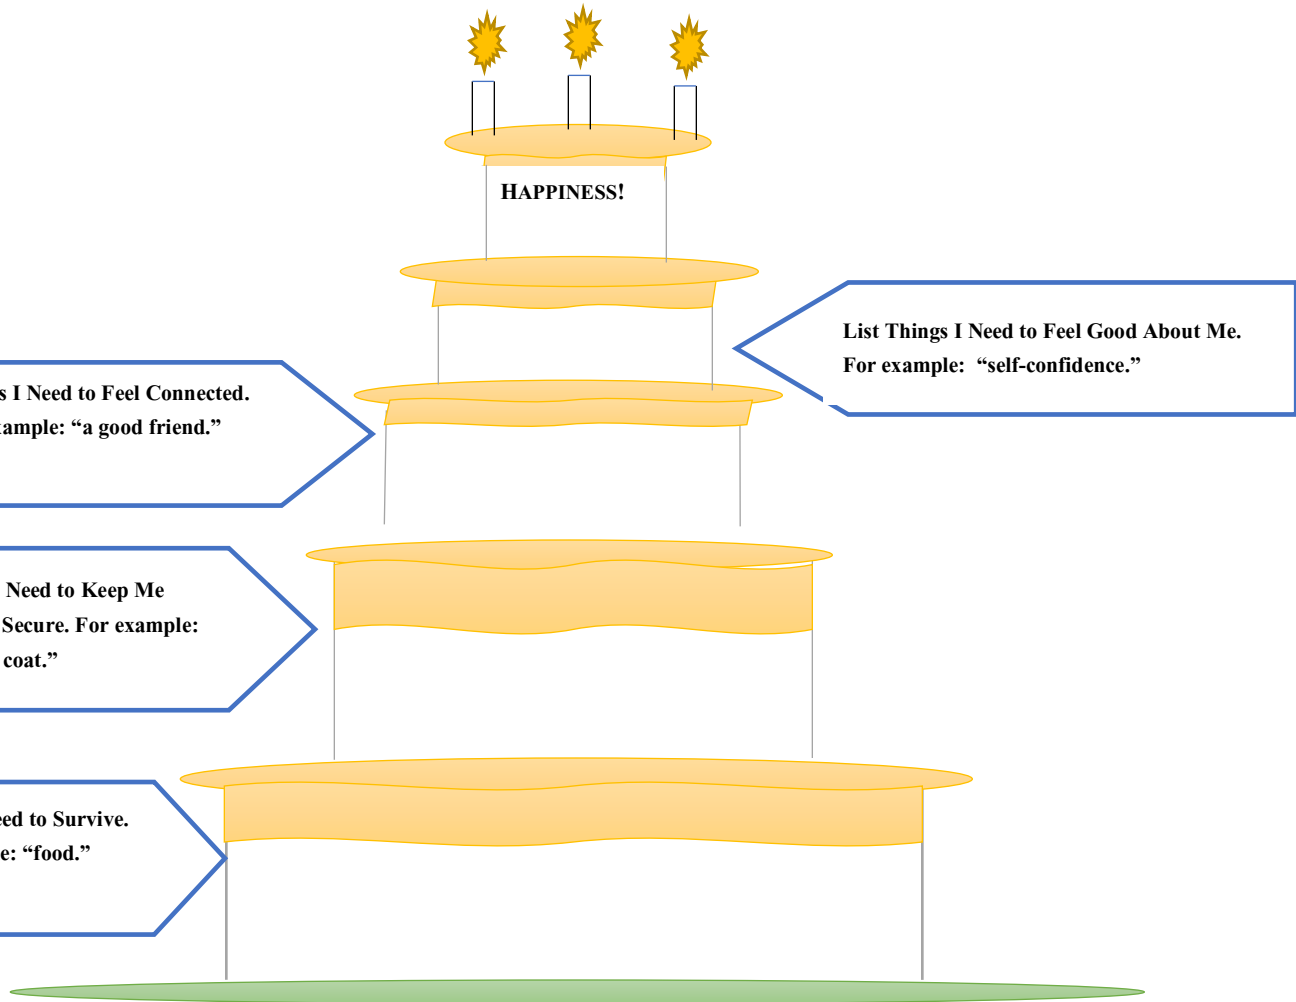 HAPPINESS!
List Things I Need to Feel Good About Me.
For example: “self-confidence.”
s I Need to Feel Connected.
ample: “a good friend.”
Need to Keep Me
Secure. For example:
coat.”
eed to Survive.
e: “food.”